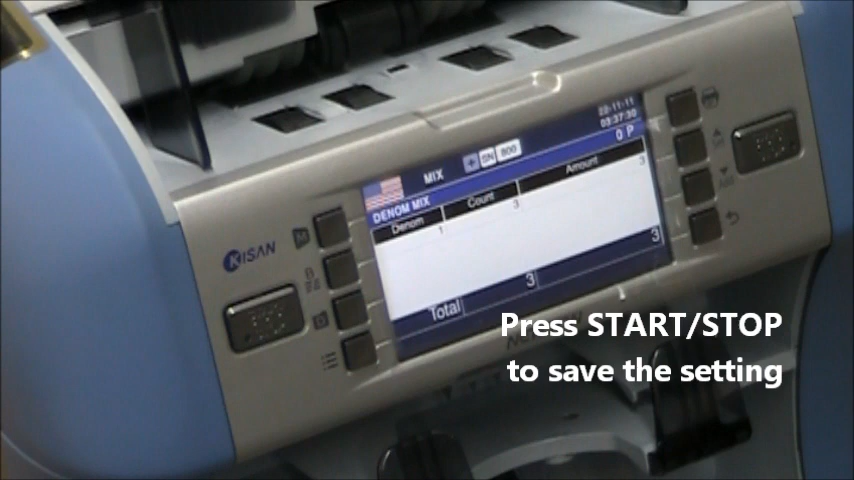 22-11-11
03:37:30
MIX
+ SN 800
0 P
DENOM MIX
Denom Count Amount
1 3 3
Total 3 3
KISAN
Press START/STOP
to save the setting